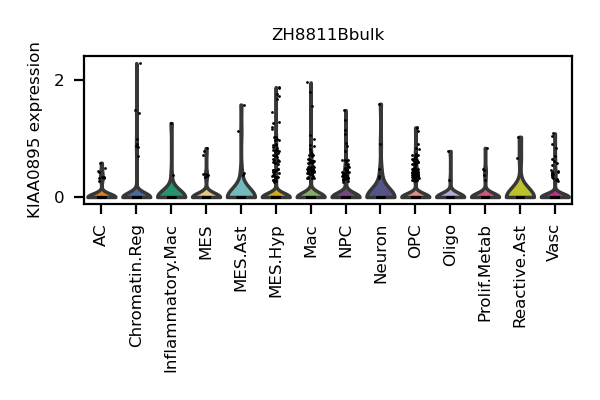 ZH8811Bbulk
KIAA0895 expression
2
0
AC
Chromatin.Reg
Inflammatory.Mac
MES
MES.Ast
MES.Hyp
Mac
NPC
Neuron
OPC
Oligo
Prolif.Metab
Reactive.Ast
Vasc